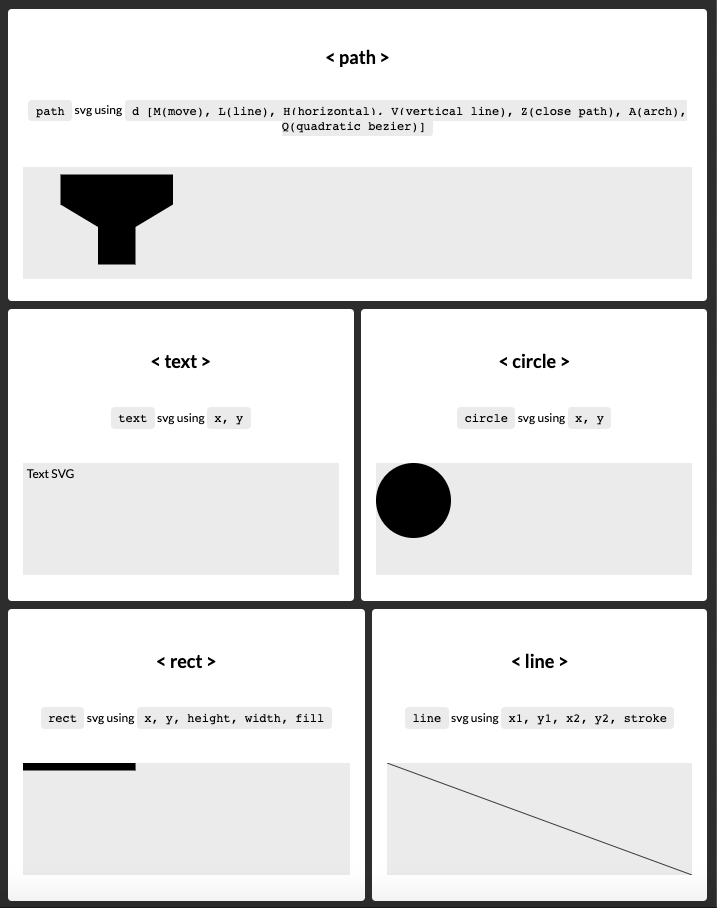 < path >
path svg using d [M(move), L(line), H(horizontal), V(vertical line), Z(close path), A(arch),
Q(quadratic bezier)]
< text >
text svg using x, y
Text SVG
< circle >
circle svg using x, y
< rect >
rect svg using x, y, height, width, fill
< line >
line svg using x1, y1, x2, y2, stroke